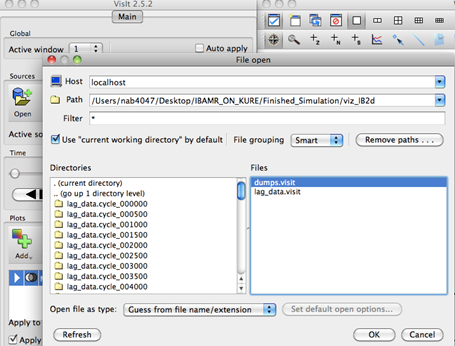 VisIt 2.5.2
Main
Global
Active window 1 Auto apply
Sources
Open
Active so
Time
Plots
Add..
Apply to
Apply
File open
Host localhost
Path /Users/nab4047/Desktop/IBAMR_ON_KURE/Finished_Simulation/viz_IB2d
Filter *
Use "current working directory" by default File grouping Smart Remove paths . . .
Directories Files
. (current directory)
.. (go up 1 directory level)
lag_data.cycle_000000
lag_data.cycle_000500
lag_data.cycle_001000
lag_data.cycle_001500
lag_data.cycle_002000
lag_data.cycle_002500
lag_data.cycle_003000
lag_data.cycle_003500
lag_data.cycle_004000
dumps.visit
lag_data.visit
Open file as type: Guess from file name/extension Set default open options...
Refresh OK Cancel